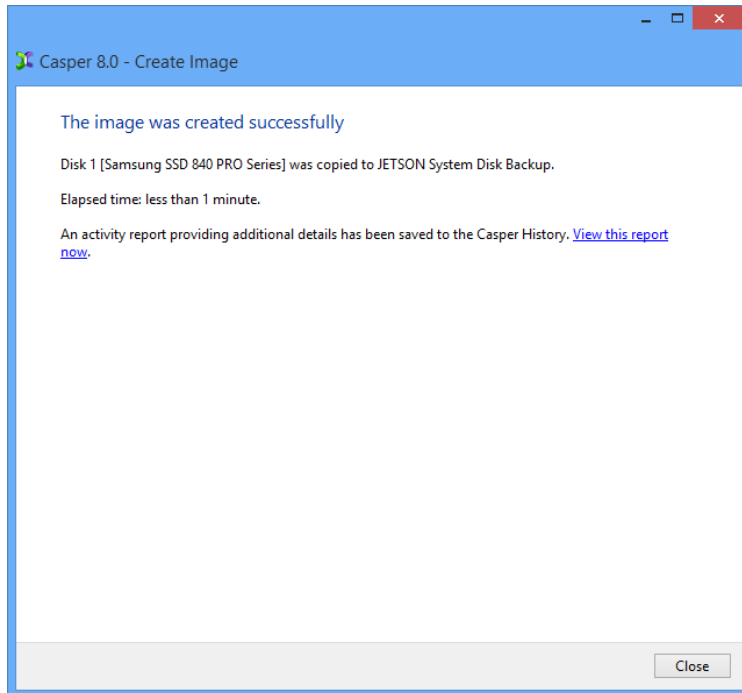 Casper 8.0 - Create Image
The image was created successfully
Disk 1 [Samsung SSD 840 PRO Series] was copied to JETSON System Disk Backup.
Elapsed time: less than 1 minute.
An activity report providing additional details has been saved to the Casper History. View this report
now.
Close